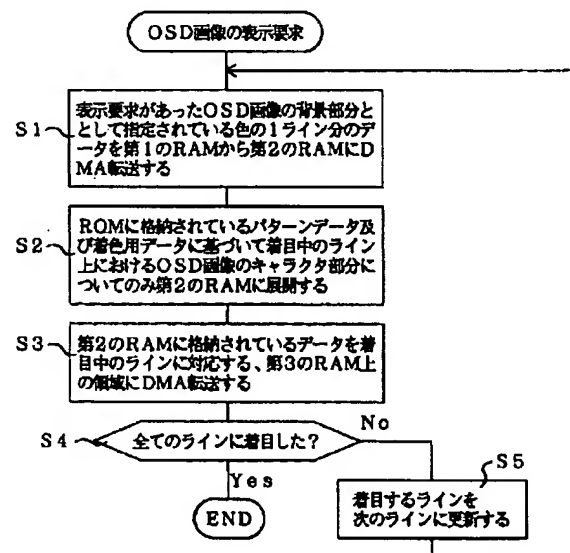 OSD画像の表示要求
S1
表示要求があったOSD画像の背景部分と
として指定されている色の1ライン分のデ
ータを第1のRAMから第2のRAMにD
MA転送する
S2
ROMに格納されているパターンデータ及
び着色用データに基づいて着目中のライン
上におけるOSD画像のキャラクタ部分に
ついてのみ第2のRAMに展開する
S3
第2のRAMに格納されているデータを着
目中のラインに対応する、第3のRAM上
の領域にDMA転送する
S4
全てのラインに着目した?
No
Yes
S5
着目するラインを
次のラインに更新する
END